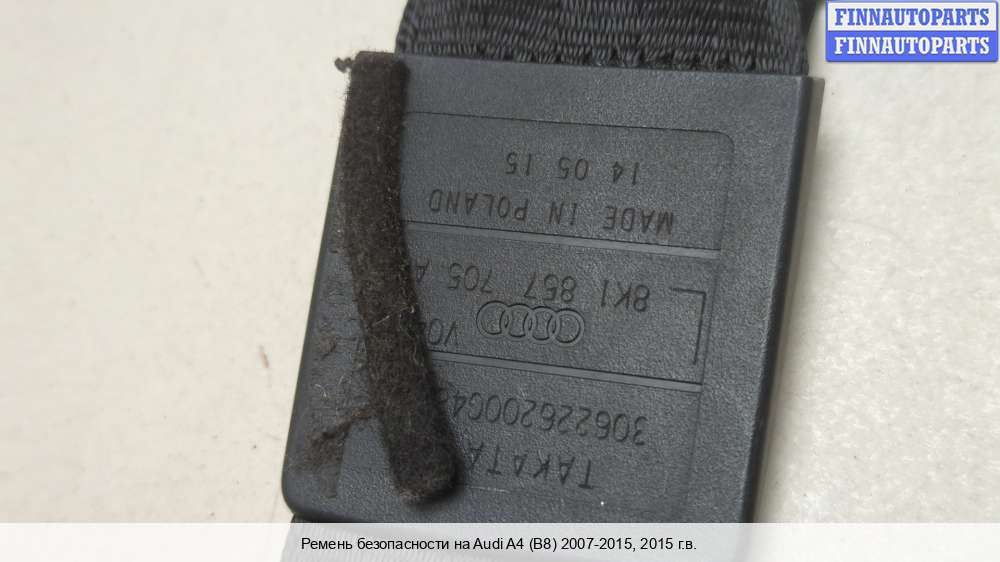 FINNAUTOPARTS
FINNAUTOPARTS
TAKATA
306226200
8K1 857 705 A
MADE IN POLAND
14 05 15
Ремень безопасности на Audi A4 (B8) 2007-2015, 2015 г.в.